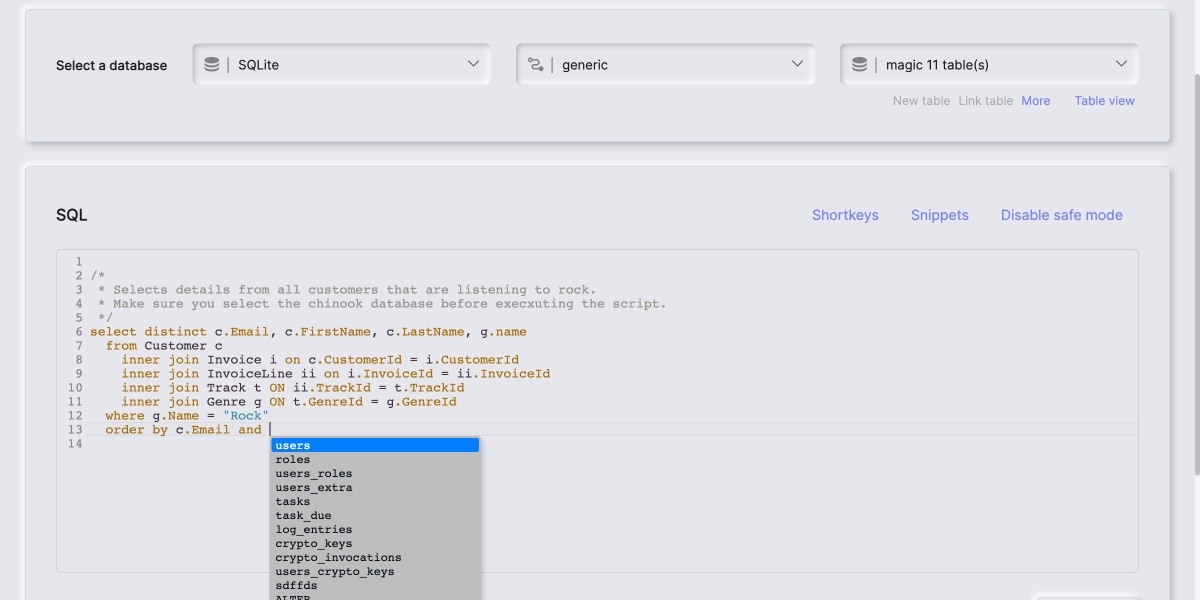 Select a database
SQLite
generic
magic 11 table(s)
New table Link table More Table view
SQL
Shortkeys Snippets Disable safe mode
1
2 /*
3  * Selects details from all customers that are listening to rock.
4  * Make sure you select the chinook database before execxuting the script.
5  */
6 select distinct c.Email, c.FirstName, c.LastName, g.name
7   from Customer c
8     inner join Invoice i on c.CustomerId = i.CustomerId
9     inner join InvoiceLine ii on i.InvoiceId = ii.InvoiceId
10     inner join Track t ON ii.TrackId = t.TrackId
11     inner join Genre g ON t.GenreId = g.GenreId
12   where g.Name = "Rock"
13   order by c.Email and
14
users
roles
users_roles
users_extra
tasks
task_due
log_entries
crypto_keys
crypto_invocations
users_crypto_keys
sdffds
ALTER